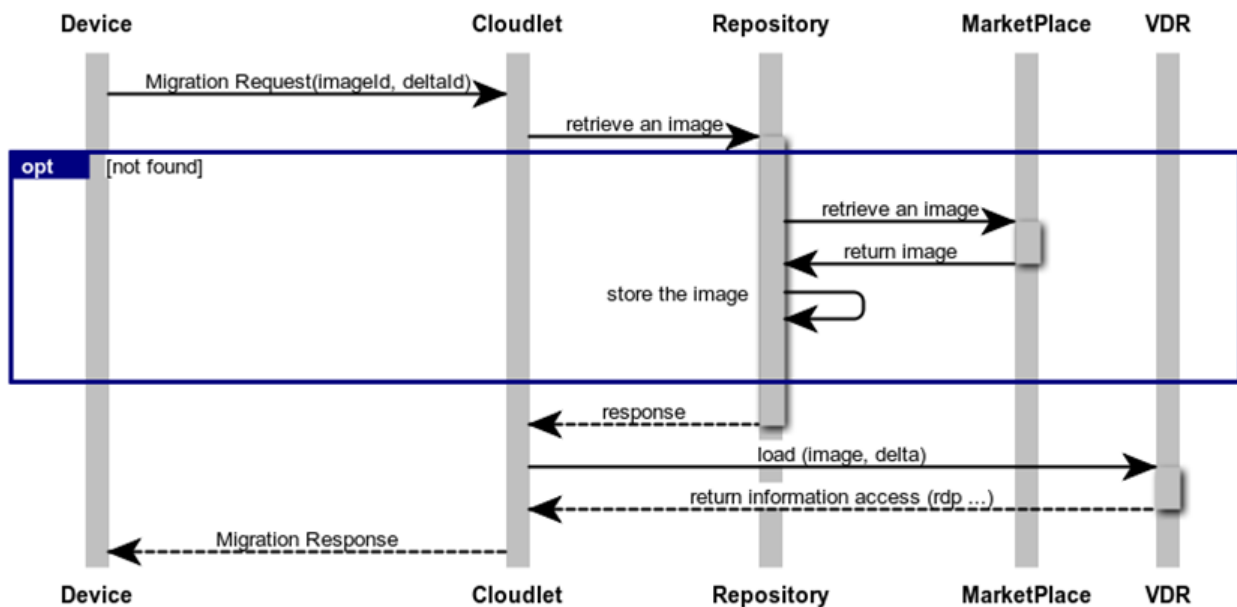 Device Cloudlet Repository MarketPlace VDR
Migration Request(imageId, deltaId)
retrieve an image
opt [not found]
retrieve an image
return image
store the image
response
load (image, delta)
return information access (rdp ...)
Migration Response
Device Cloudlet Repository MarketPlace VDR